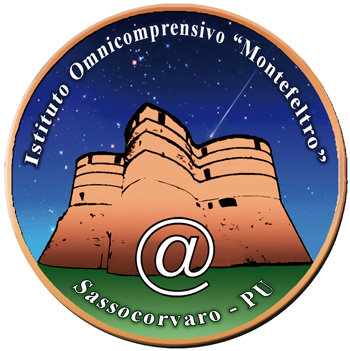 Istituto Omnicomprensivo “Montefeltro”
@
Sassocorvaro - PU